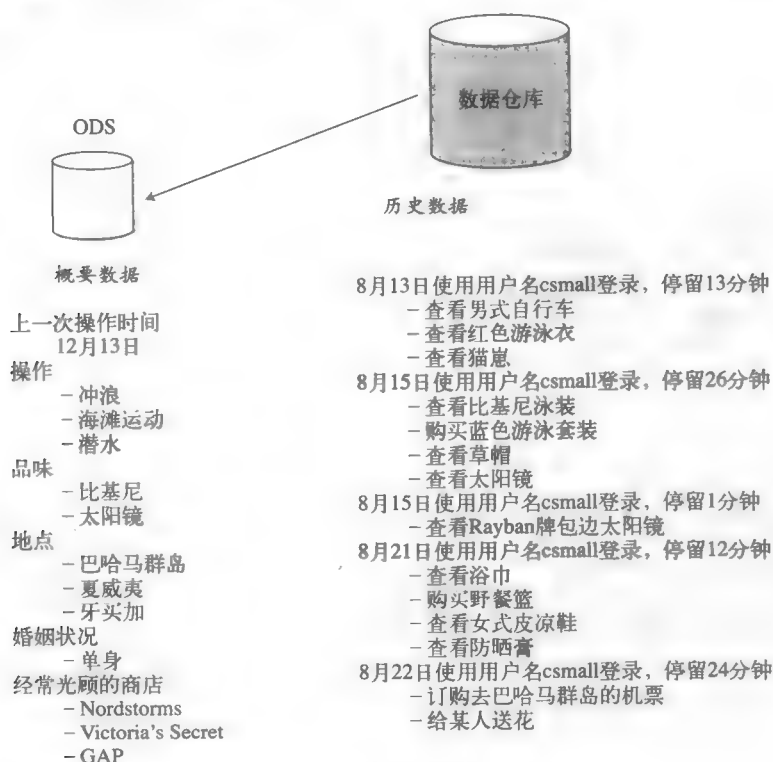 数据仓库
ODS
历史数据
概要数据
上一次操作时间
12月13日
操作
–冲浪
–海滩运动
–潜水
品味
–比基尼
–太阳镜
地点
–巴哈马群岛
–夏威夷
–牙买加
婚姻状况
–单身
经常光顾的商店
–Nordstorms
–Victoria's Secret
–GAP
8月13日使用用户名csmall登录，停留13分钟
–查看男式自行车
–查看红色游泳衣
–查看猫崽
8月15日使用用户名csmall登录，停留26分钟
–查看比基尼泳装
–购买蓝色游泳套装
–查看草帽
–查看太阳镜
8月15日使用用户名csmall登录，停留1分钟
–查看Rayban牌包边太阳镜
8月21日使用用户名csmall登录，停留12分钟
–查看浴巾
–购买野餐篮
–查看女式皮凉鞋
–查看防晒膏
8月22日使用用户名csmall登录，停留24分钟
–订购去巴哈马群岛的机票
–给某人送花